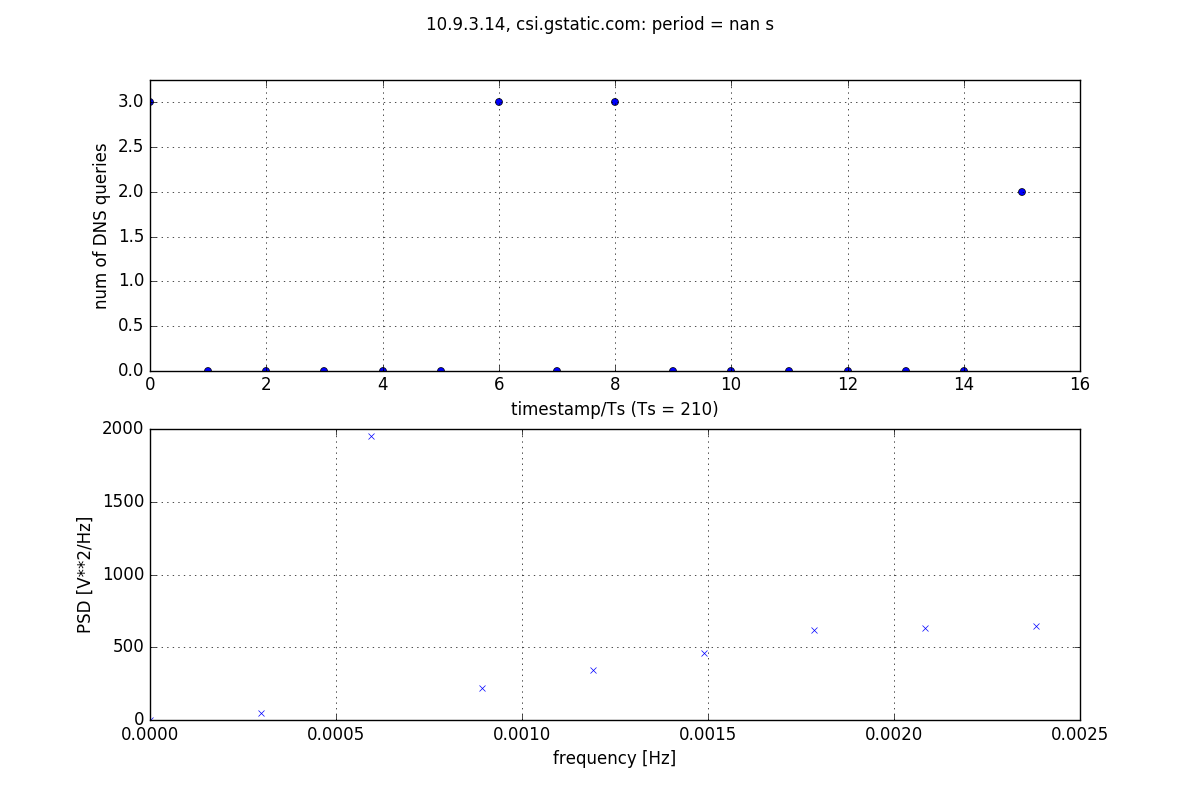 10.9.3.14, csi.gstatic.com: period = nan s
3.0
2.5
2.0
1.5
1.0
0.5
0.0
num of DNS queries
0 2 4 6 8 10 12 14 16
timestamp/Ts (Ts = 210)
2000
1500
1000
500
0
PSD [V**2/Hz]
0.0000 0.0005 0.0010 0.0015 0.0020 0.0025
frequency [Hz]